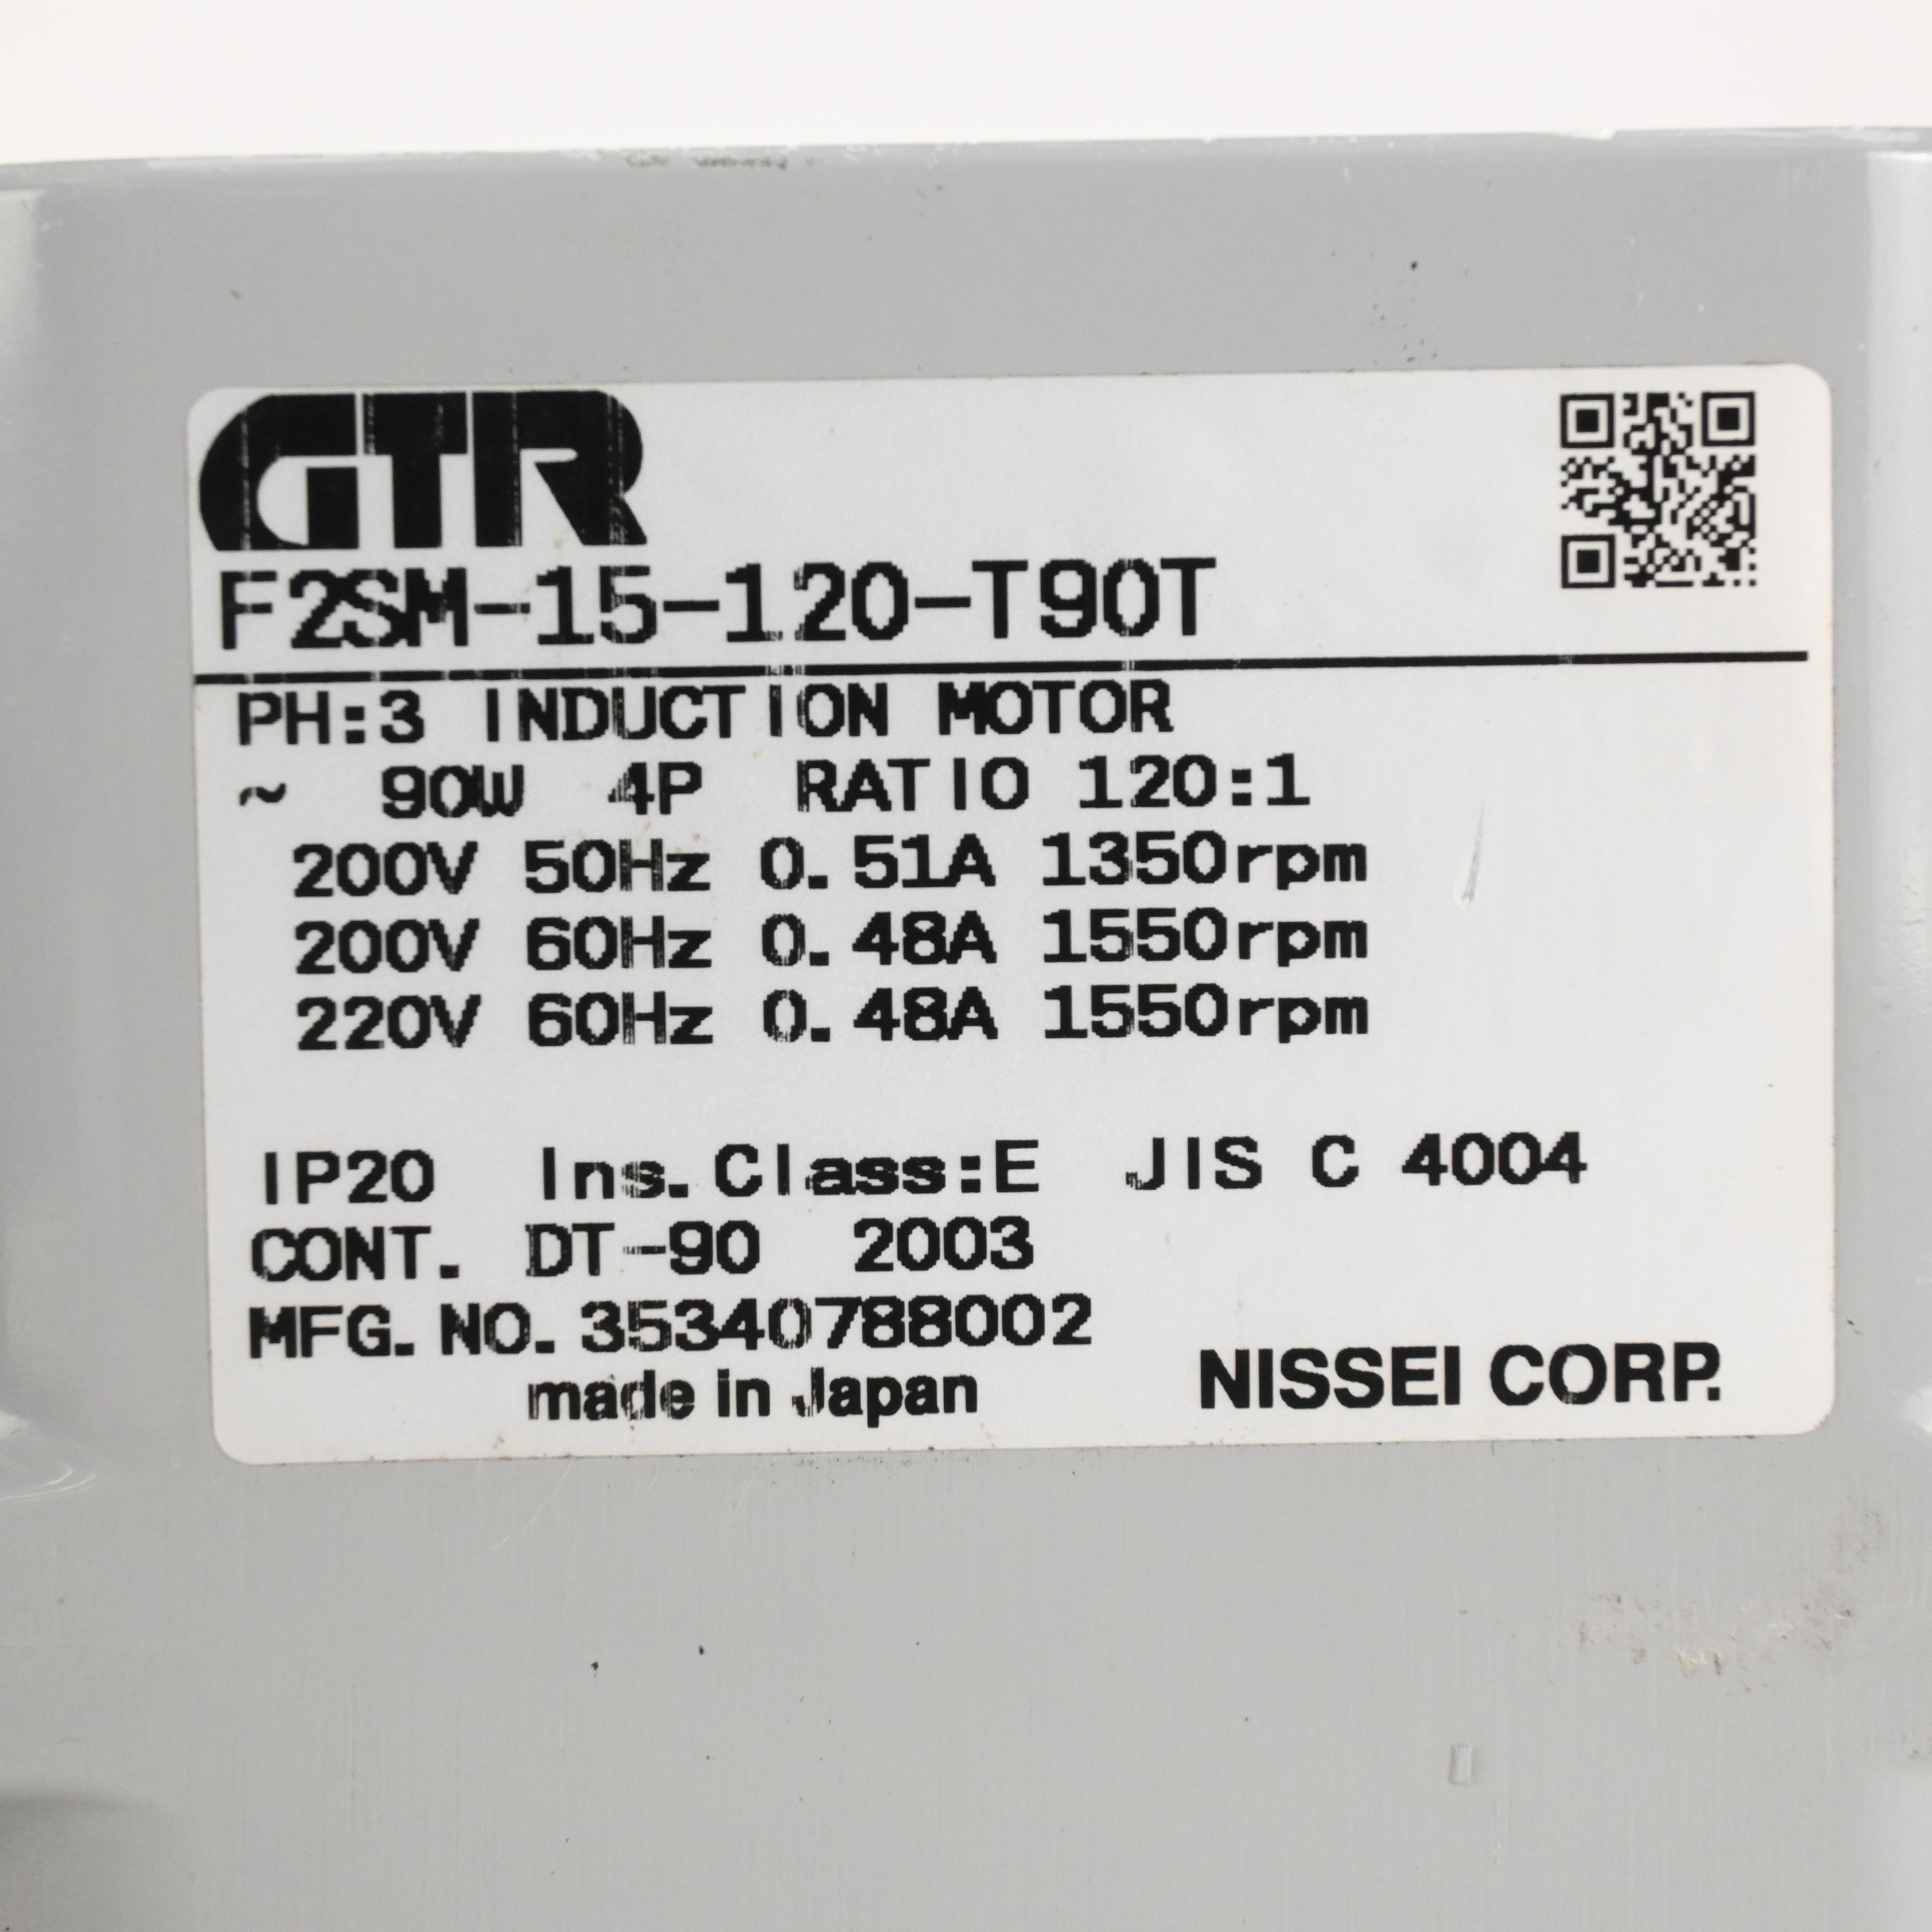 GTR
F2SM-15-120-T90T
PH:3 INDUCTION MOTOR
~ 90W 4P RATIO 120:1
200V 50Hz 0.51A 1350rpm
200V 60Hz 0.48A 1550rpm
220V 60Hz 0.48A 1550rpm
IP20 Ins.Class:E JIS C 4004
CONT. DT-90 2003
MFG.NO.35340788002
made in Japan
NISSEI CORP.